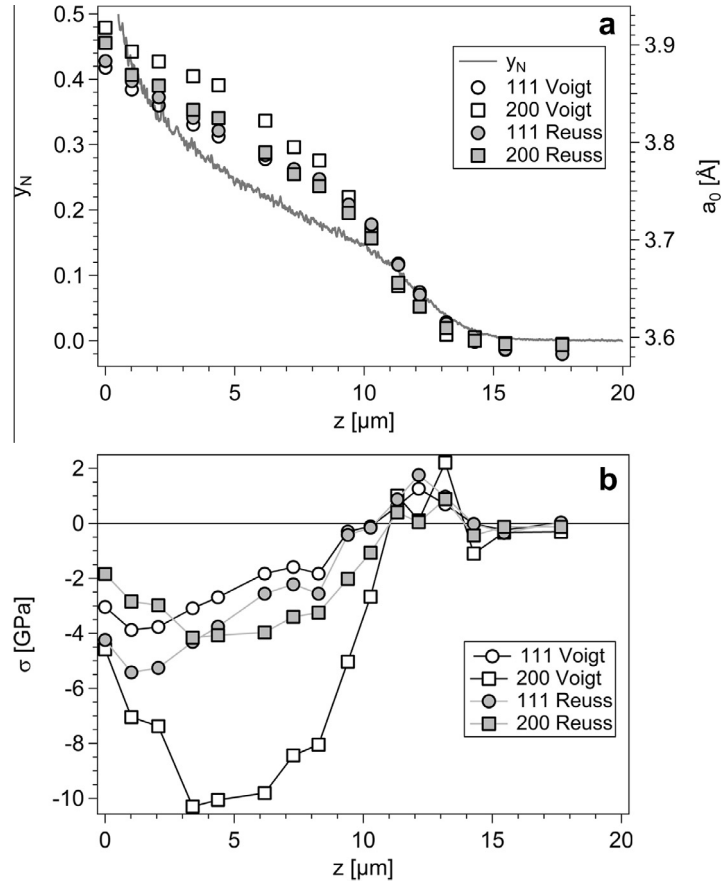 a
0.5
0.4
0.3
0.2
0.1
0.0
y_N
3.9
3.8
3.7
3.6
a_0 [Å]
y_N
111 Voigt
200 Voigt
111 Reuss
200 Reuss
0 5 10 15 20
z [µm]
b
2
0
-2
-4
-6
-8
-10
σ [GPa]
111 Voigt
200 Voigt
111 Reuss
200 Reuss
0 5 10 15 20
z [µm]